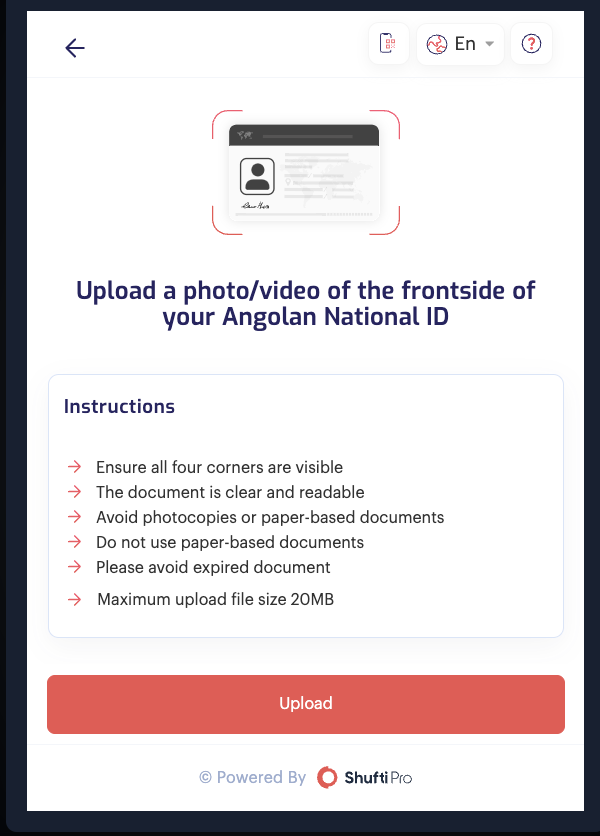 En
Upload a photo/video of the frontside of
your Angolan National ID
Instructions
Ensure all four corners are visible
The document is clear and readable
Avoid photocopies or paper-based documents
Do not use paper-based documents
Please avoid expired document
Maximum upload file size 20MB
Upload
© Powered By ShuftiPro